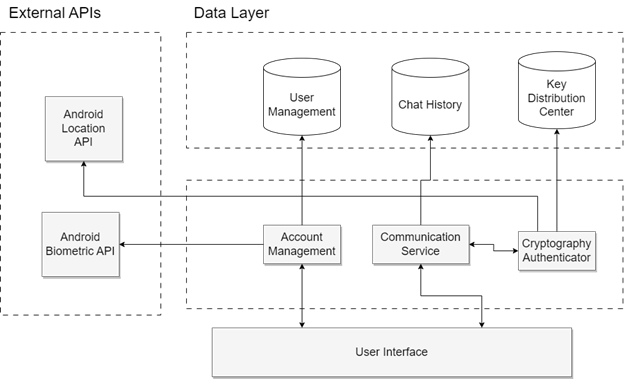 External APIs
Data Layer
User
Management
Chat History
Key
Distribution
Center
Android
Location
API
Android
Biometric API
Account
Management
Communication
Service
Cryptography
Authenticator
User Interface